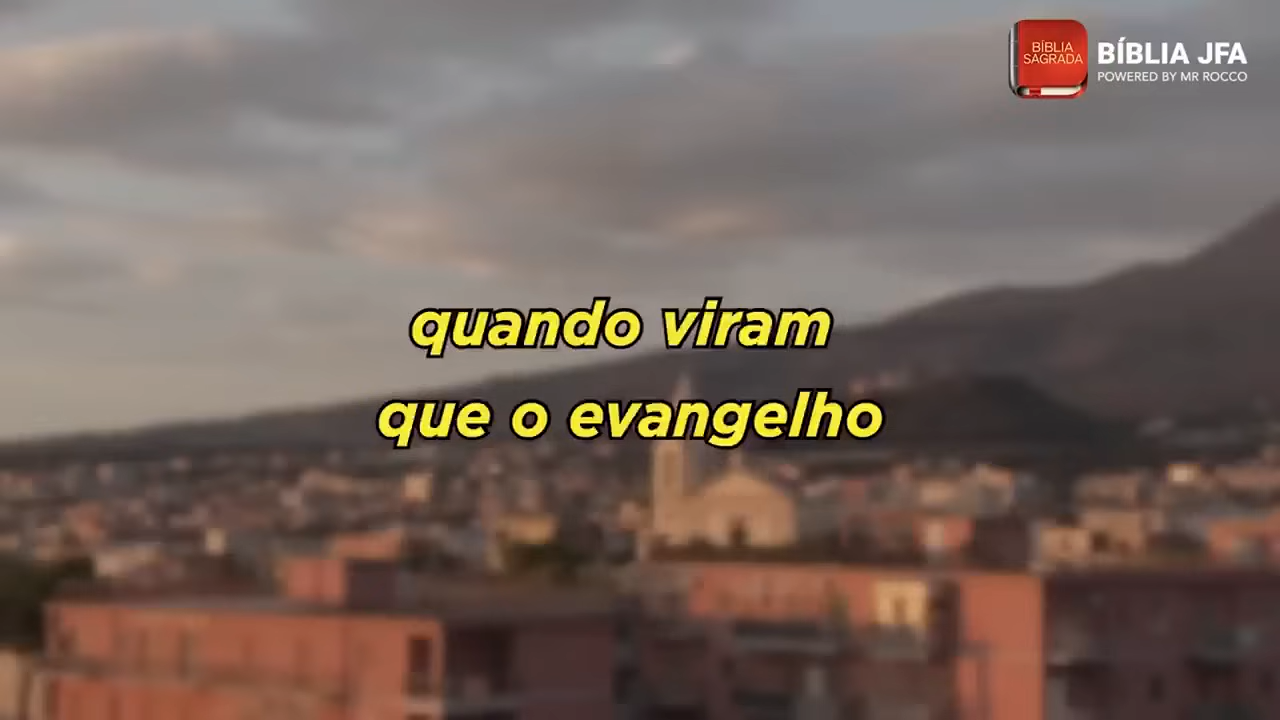 BÍBLIA
SAGRADA
BÍBLIA JFA
POWERED BY MR ROCCO
quando viram
que o evangelho